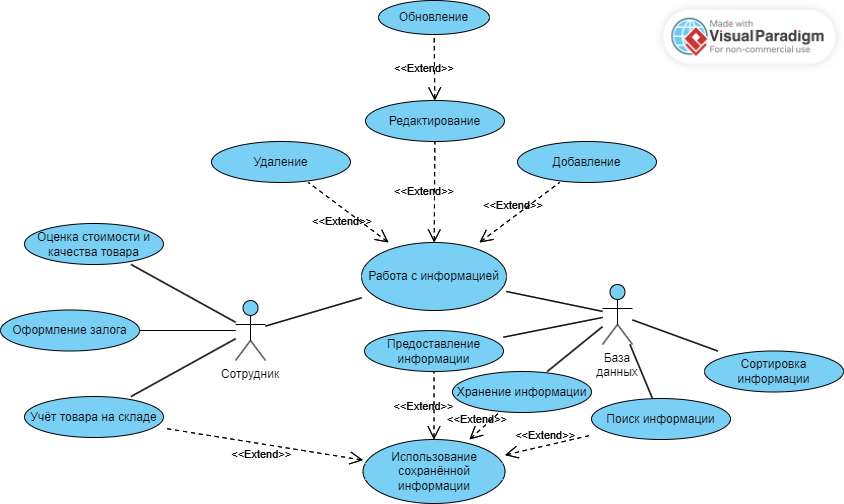 Обновление
Made with
VisualParadigm
For non-commercial use
<<Extend>>
Редактирование
Удаление
Добавление
<<Extend>>
<<Extend>>
<<Extend>>
Оценка стоимости и
качества товара
Работа с информацией
Оформление залога
Сотрудник
Предоставление
информации
База
данных
Сортировка
информации
Хранение информации
<<Extend>>
Учёт товара на складе
<<Extend>>
Поиск информации
<<Extend>>
<<Extend>>
Использование
сохранённой
информации